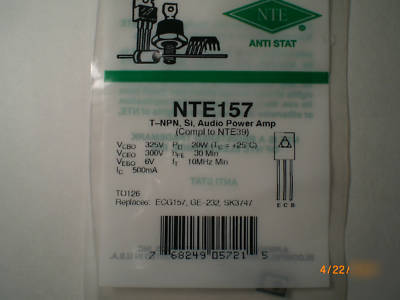 NTE
ANTI STAT
NTE157
T–NPN, Si, Audio Power Amp
(Compl to NTE39)
VCBO 325V PD 20W (TC = +25°C)
VCEO 300V hFE 30 Min
VEBO 6V fT 10MHz Min
IC 500mA
TO126
E C B
Replaces: ECG157, GE–232, SK3747
7 68249 05721 5
4/22/